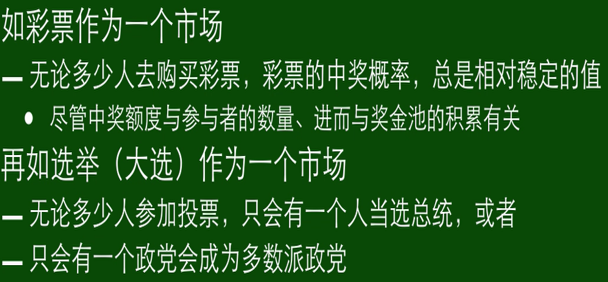 如彩票作为一个市场
– 无论多少人去购买彩票，彩票的中奖概率，总是相对稳定的值
• 尽管中奖额度与参与者的数量、进而与奖金池的积累有关
再如选举（大选）作为一个市场
– 无论多少人参加投票，只会有一个人当选总统，或者
– 只会有一个政党会成为多数派政党